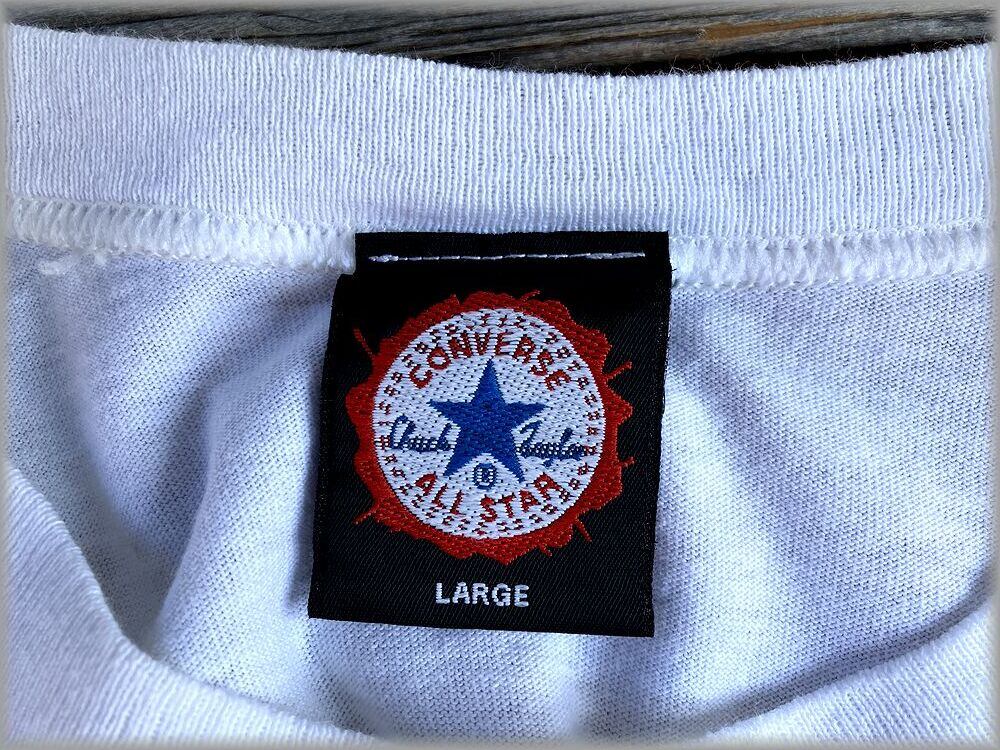 CONVERSE
Chuck Taylor
®
ALL STAR
LARGE